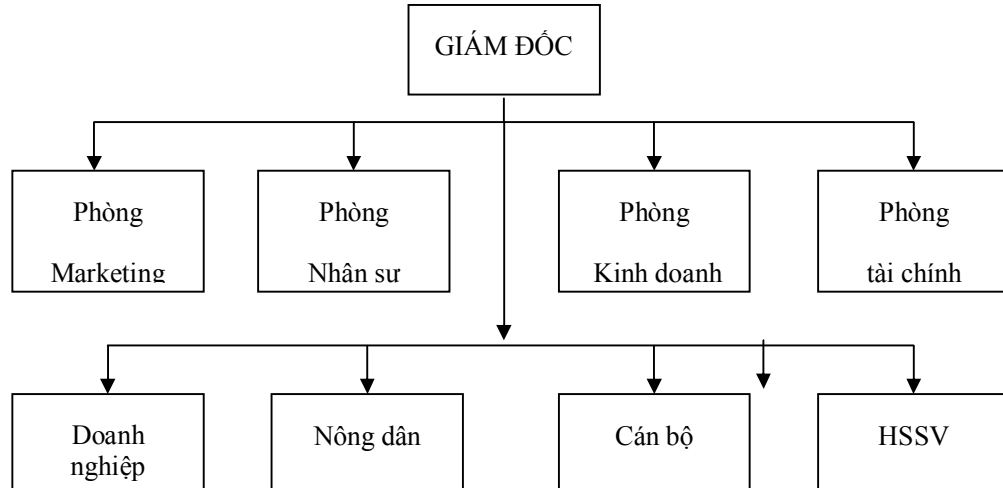 GIÁM ĐỐC
Phòng
Marketing
Phòng
Nhân sư
Phòng
Kinh doanh
Phòng
tài chính
Doanh
nghiệp
Nông dân
Cán bộ
HSSV